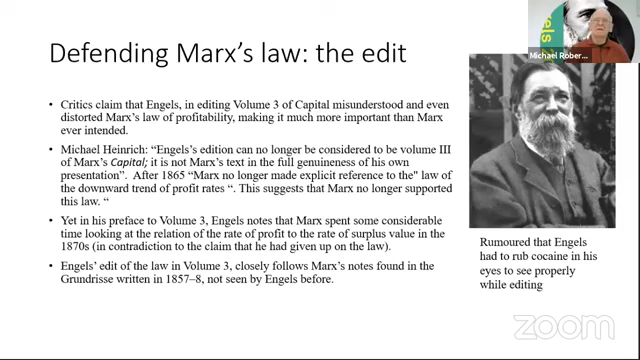 Defending Marx's law: the edit
• Critics claim that Engels, in editing Volume 3 of Capital misunderstood and even
distorted Marx's law of profitability, making it much more important than Marx
ever intended.
• Michael Heinrich: “Engels's edition can no longer be considered to be volume III
of Marx's Capital; it is not Marx's text in the full genuineness of his own
presentation”. After 1865 “Marx no longer made explicit reference to the" law of
the downward trend of profit rates “. This suggests that Marx no longer supported
this law. “
• Yet in his preface to Volume 3, Engels notes that Marx spent some considerable
time looking at the relation of the rate of profit to the rate of surplus value in the
1870s (in contradiction to the claim that he had given up on the law).
• Engels' edit of the law in Volume 3, closely follows Marx's notes found in the
Grundrisse written in 1857–8, not seen by Engels before.
Michael Rober...
Rumoured that Engels
had to rub cocaine in his
eyes to see properly
while editing
zoom